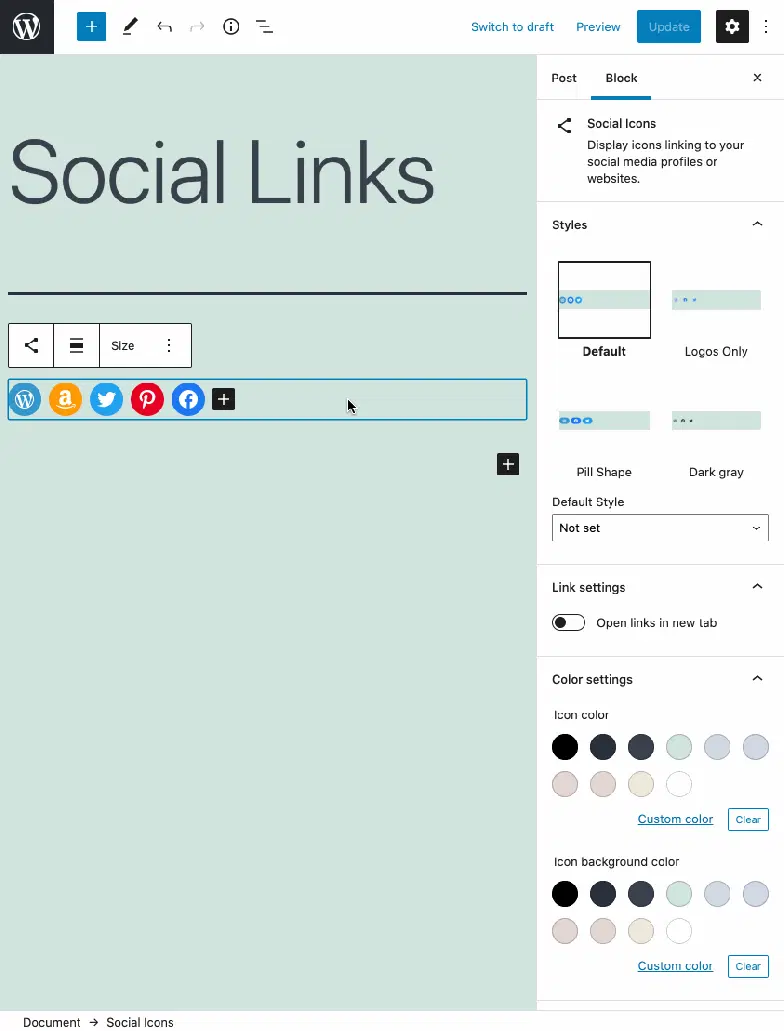 Switch to draft Preview Update
Post Block
Social Icons
Display icons linking to your
social media profiles or
websites.
Social Links
Styles
Default Logos Only
Size
Pill Shape Dark gray
Default Style
Not set
Link settings
Open links in new tab
Color settings
Icon color
Custom color Clear
Icon background color
Custom color Clear
Document → Social Icons